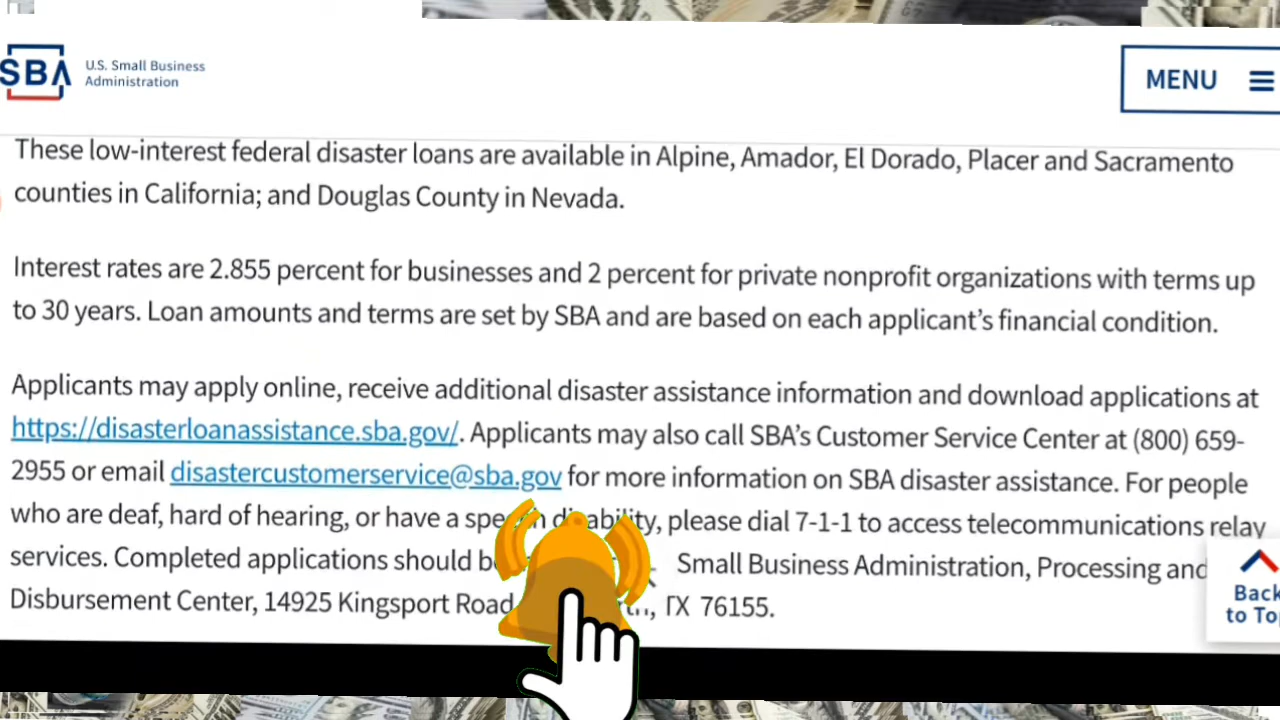 SBA
U.S. Small Business
Administration
MENU
These low-interest federal disaster loans are available in Alpine, Amador, El Dorado, Placer and Sacramento
counties in California; and Douglas County in Nevada.
Interest rates are 2.855 percent for businesses and 2 percent for private nonprofit organizations with terms up
to 30 years. Loan amounts and terms are set by SBA and are based on each applicant’s financial condition.
Applicants may apply online, receive additional disaster assistance information and download applications at
https://disasterloanassistance.sba.gov/. Applicants may also call SBA’s Customer Service Center at (800) 659-
2955 or email disastercustomerservice@sba.gov for more information on SBA disaster assistance. For people
who are deaf, hard of hearing, or have a speech disability, please dial 7-1-1 to access telecommunications relay
services. Completed applications should Small Business Administration, Processing and
Disbursement Center, 14925 Kingsport Road TX 76155.
Back
to Top